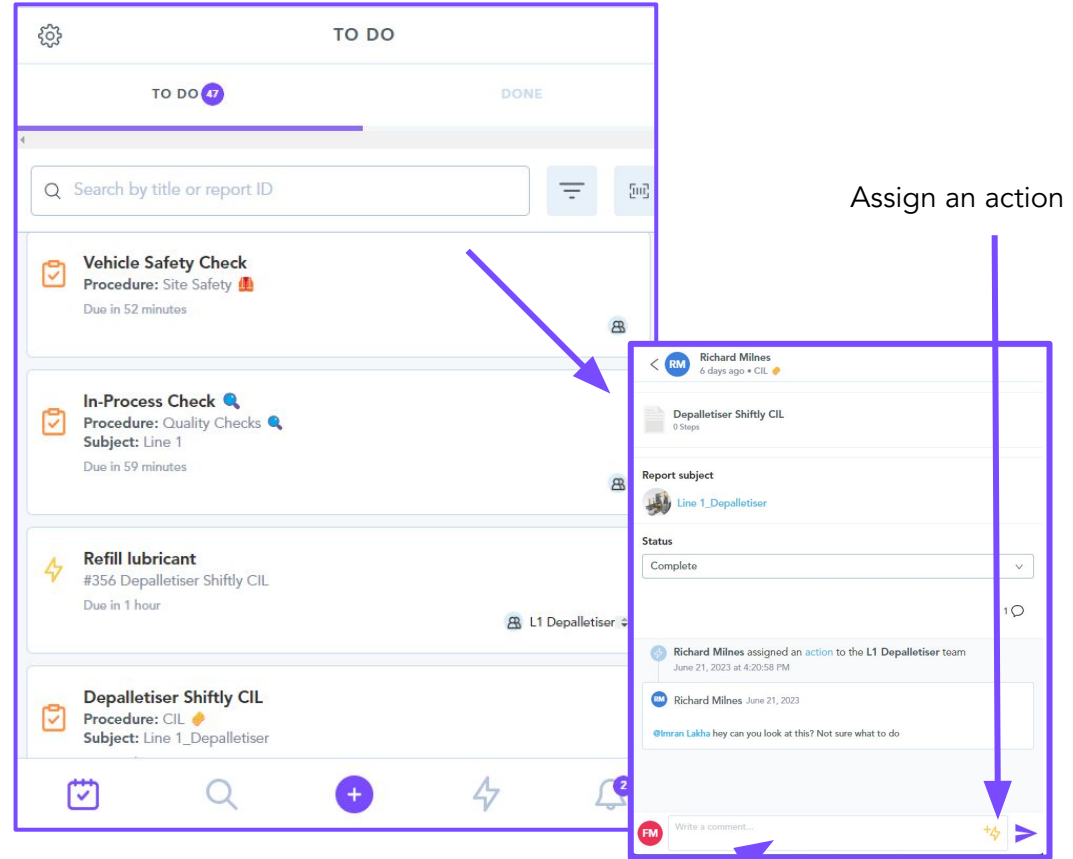 TO DO
TO DO 47
DONE
Search by title or report ID
Vehicle Safety Check
Procedure: Site Safety
Due in 52 minutes
In-Process Check
Procedure: Quality Checks
Subject: Line 1
Due in 59 minutes
Refill lubricant
#356 Depalletiser Shiftly CIL
Due in 1 hour
L1 Depalletiser
Depalletiser Shiftly CIL
Procedure: CIL
Subject: Line 1_Depalletiser
2
Assign an action
RM
Richard Milnes
6 days ago • CIL
Depalletiser Shiftly CIL
0 Steps
Report subject
Line 1_Depalletiser
Status
Complete
1
Richard Milnes assigned an action to the L1 Depalletiser team
June 21, 2023 at 4:20:58 PM
RM Richard Milnes June 21, 2023
@Imran Lakha hey can you look at this? Not sure what to do
FM Write a comment...